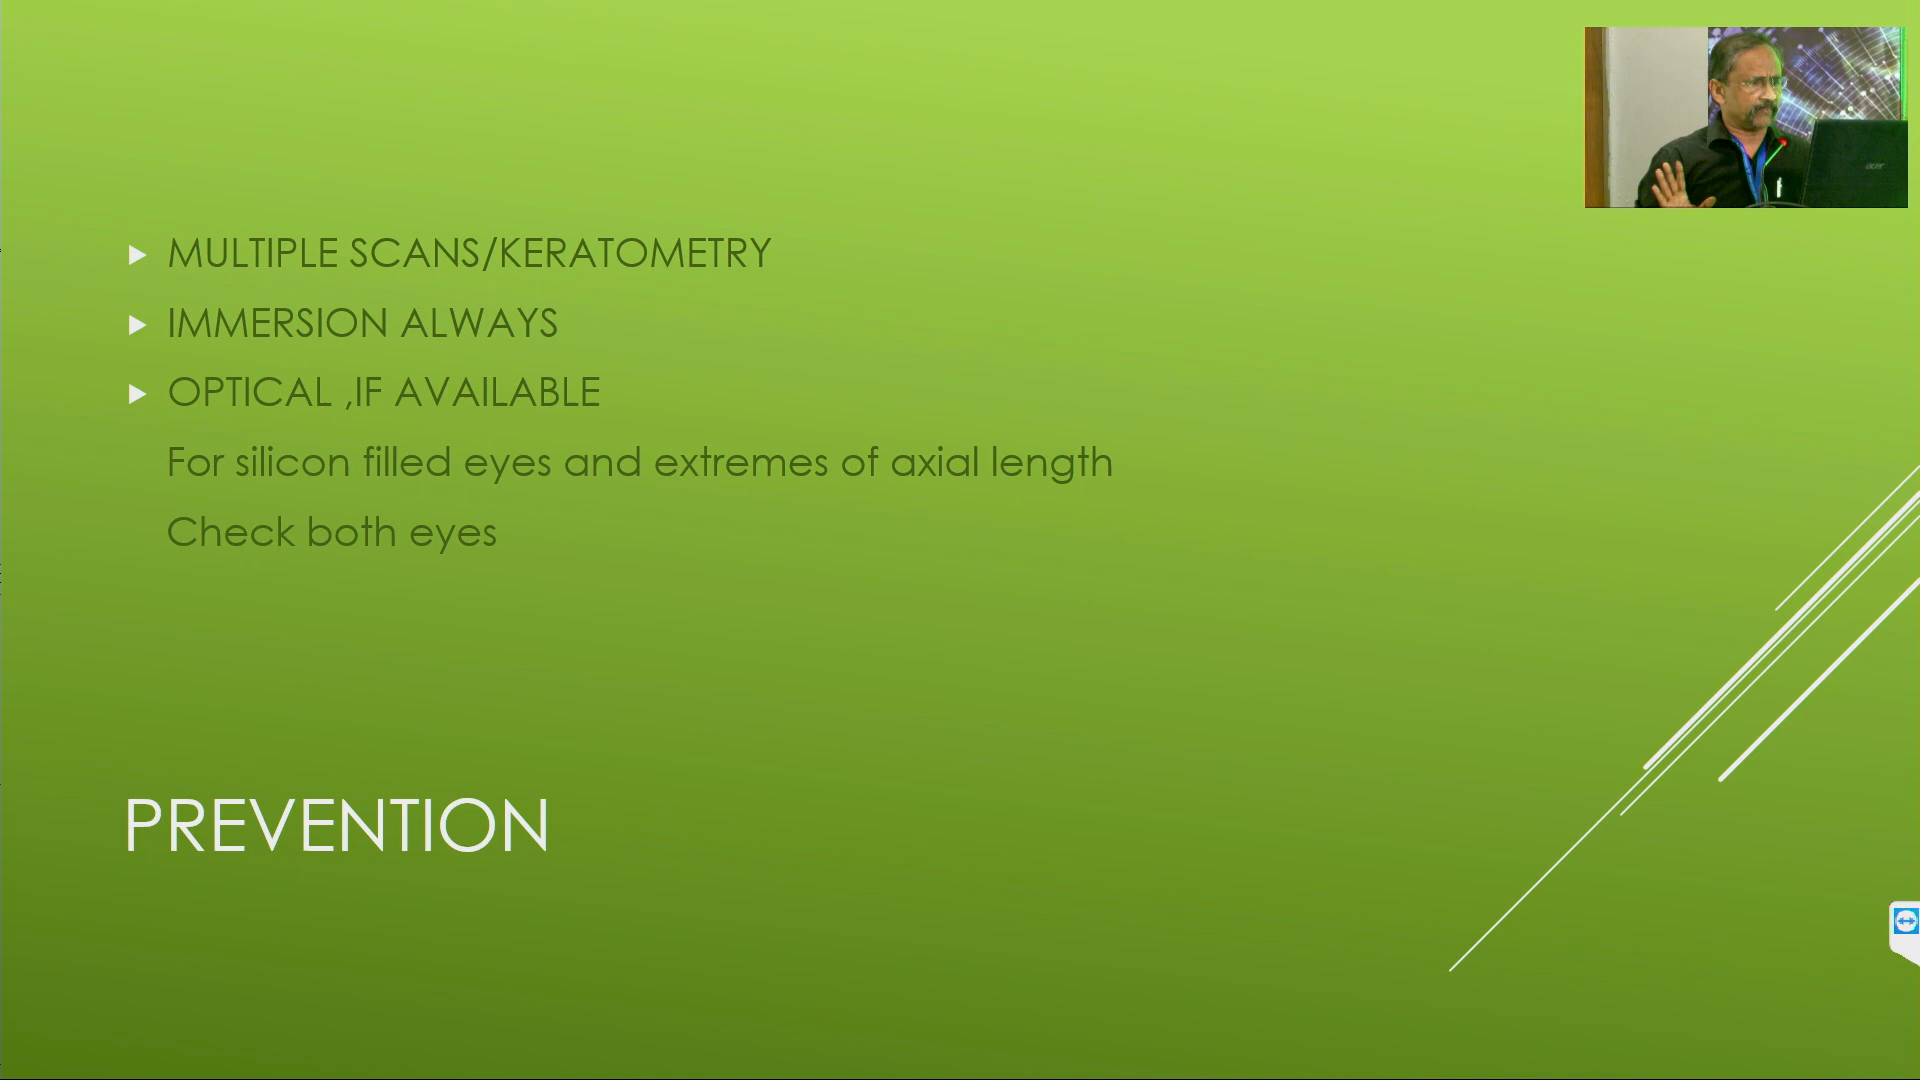 MULTIPLE SCANS/KERATOMETRY
IMMERSION ALWAYS
OPTICAL ,IF AVAILABLE
For silicon filled eyes and extremes of axial length
Check both eyes
PREVENTION
acer